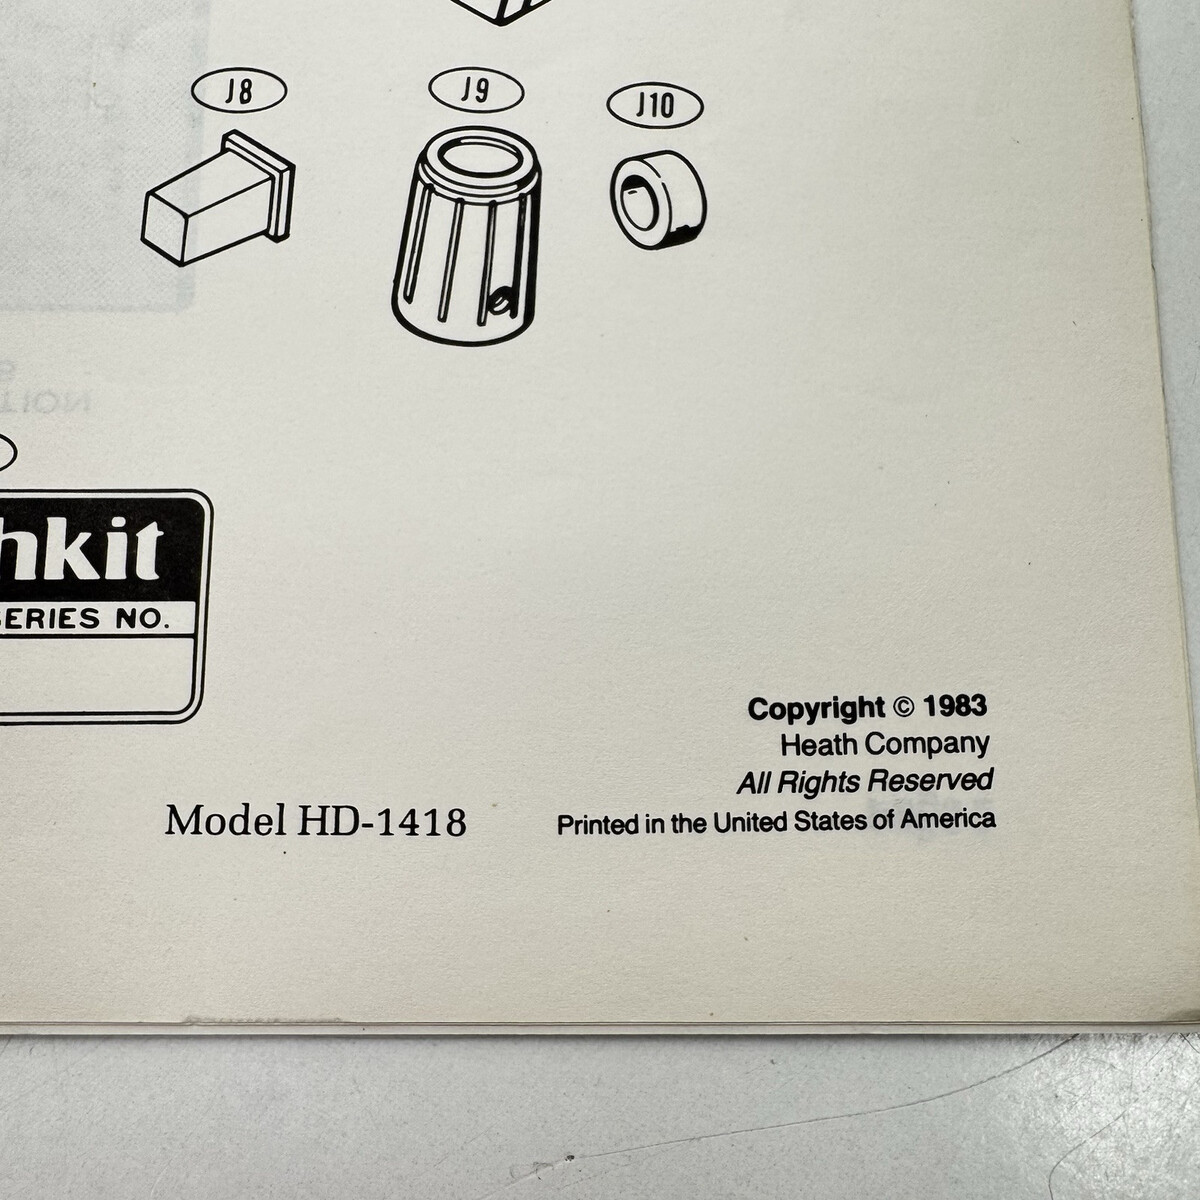 J8
J9
J10
hkit
SERIES NO.
Copyright © 1983
Heath Company
All Rights Reserved
Model HD-1418
Printed in the United States of America